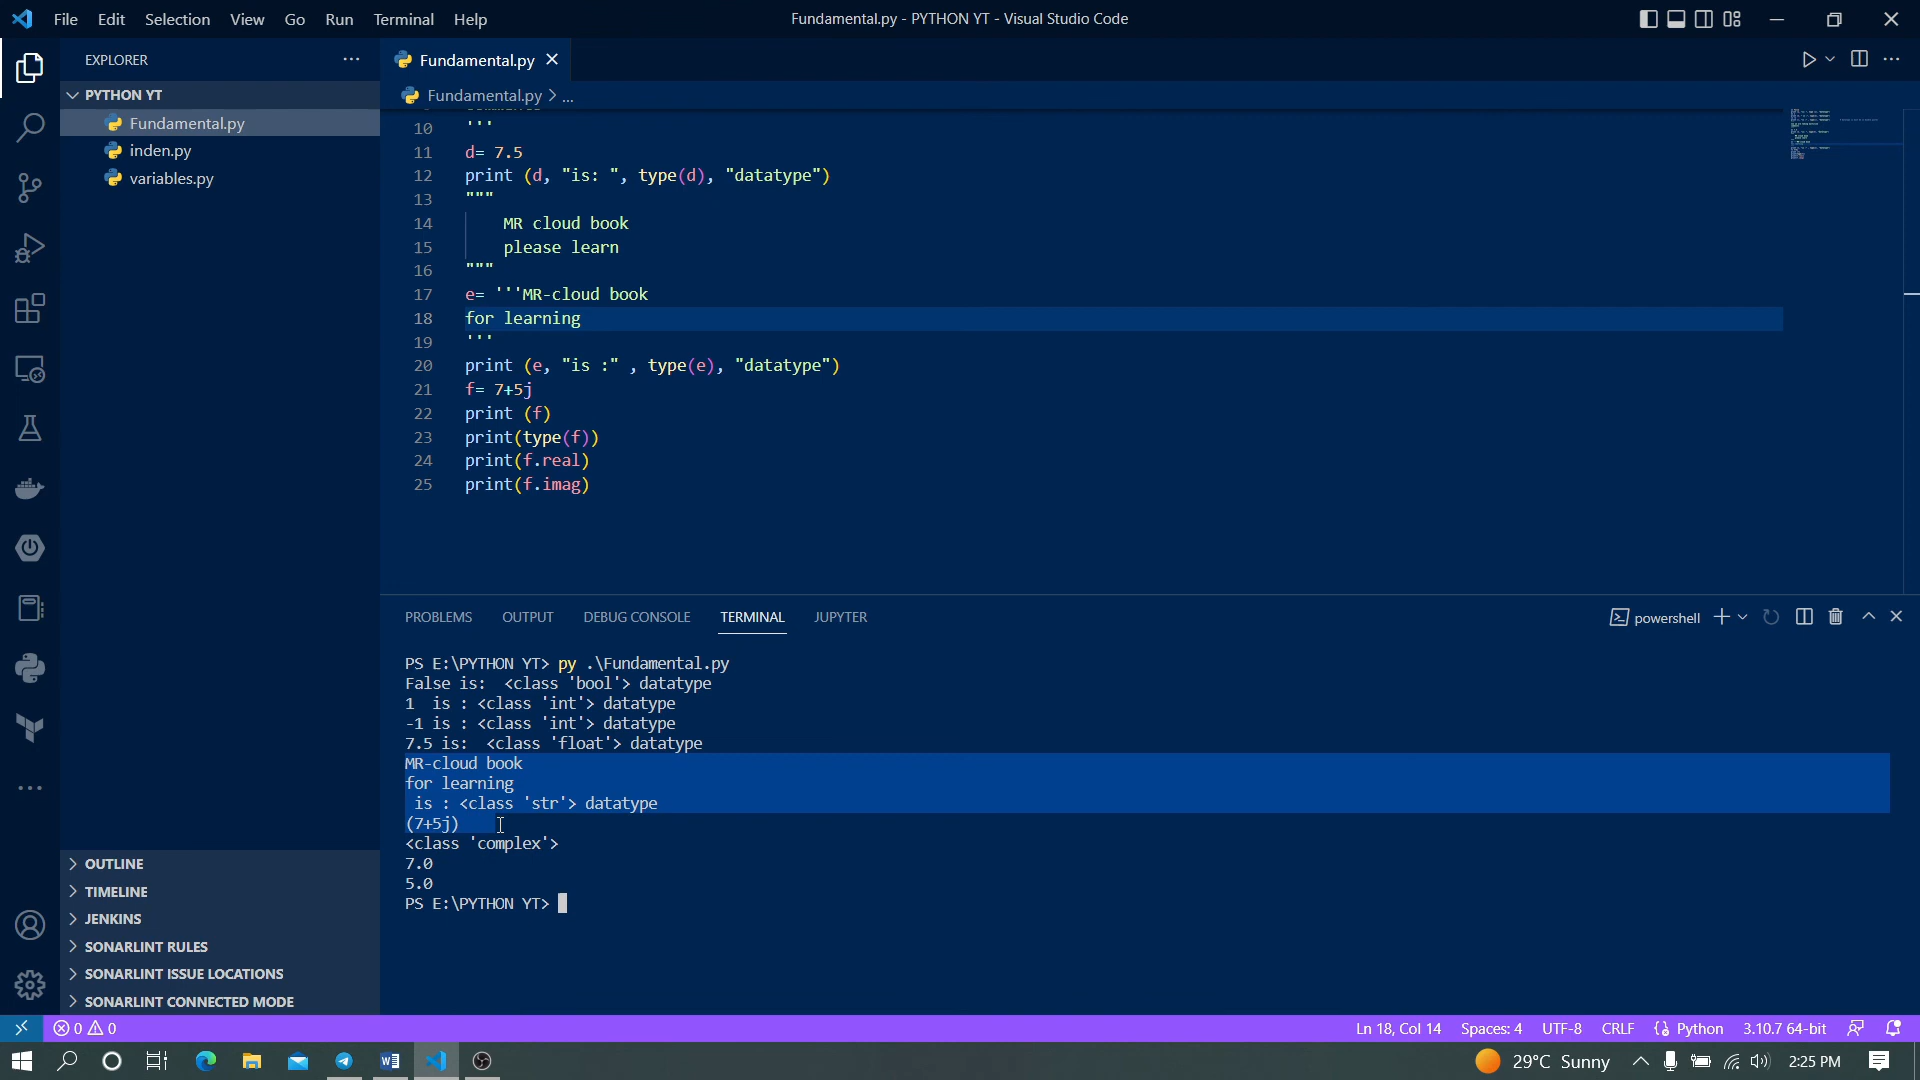 File Edit Selection View Go Run Terminal Help
Fundamental.py - PYTHON YT - Visual Studio Code
EXPLORER
PYTHON YT
Fundamental.py
inden.py
variables.py
OUTLINE
TIMELINE
JENKINS
SONARLINT RULES
SONARLINT ISSUE LOCATIONS
SONARLINT CONNECTED MODE
Fundamental.py
Fundamental.py > ...
10 '''
11 d= 7.5
12 print (d, "is: ", type(d), "datatype")
13 """
14 MR cloud book
15 please learn
16 """
17 e= '''MR-cloud book
18 for learning
19 '''
20 print (e, "is :" , type(e), "datatype")
21 f= 7+5j
22 print (f)
23 print(type(f))
24 print(f.real)
25 print(f.imag)
PROBLEMS OUTPUT DEBUG CONSOLE TERMINAL JUPYTER
powershell
PS E:\PYTHON YT> py .\Fundamental.py
False is:  <class 'bool'> datatype
1  is : <class 'int'> datatype
-1 is : <class 'int'> datatype
7.5 is:  <class 'float'> datatype
MR-cloud book
for learning
 is : <class 'str'> datatype
(7+5j)
<class 'complex'>
7.0
5.0
PS E:\PYTHON YT>
0 0
Ln 18, Col 14 Spaces: 4 UTF-8 CRLF Python 3.10.7 64-bit
29°C Sunny 2:25 PM